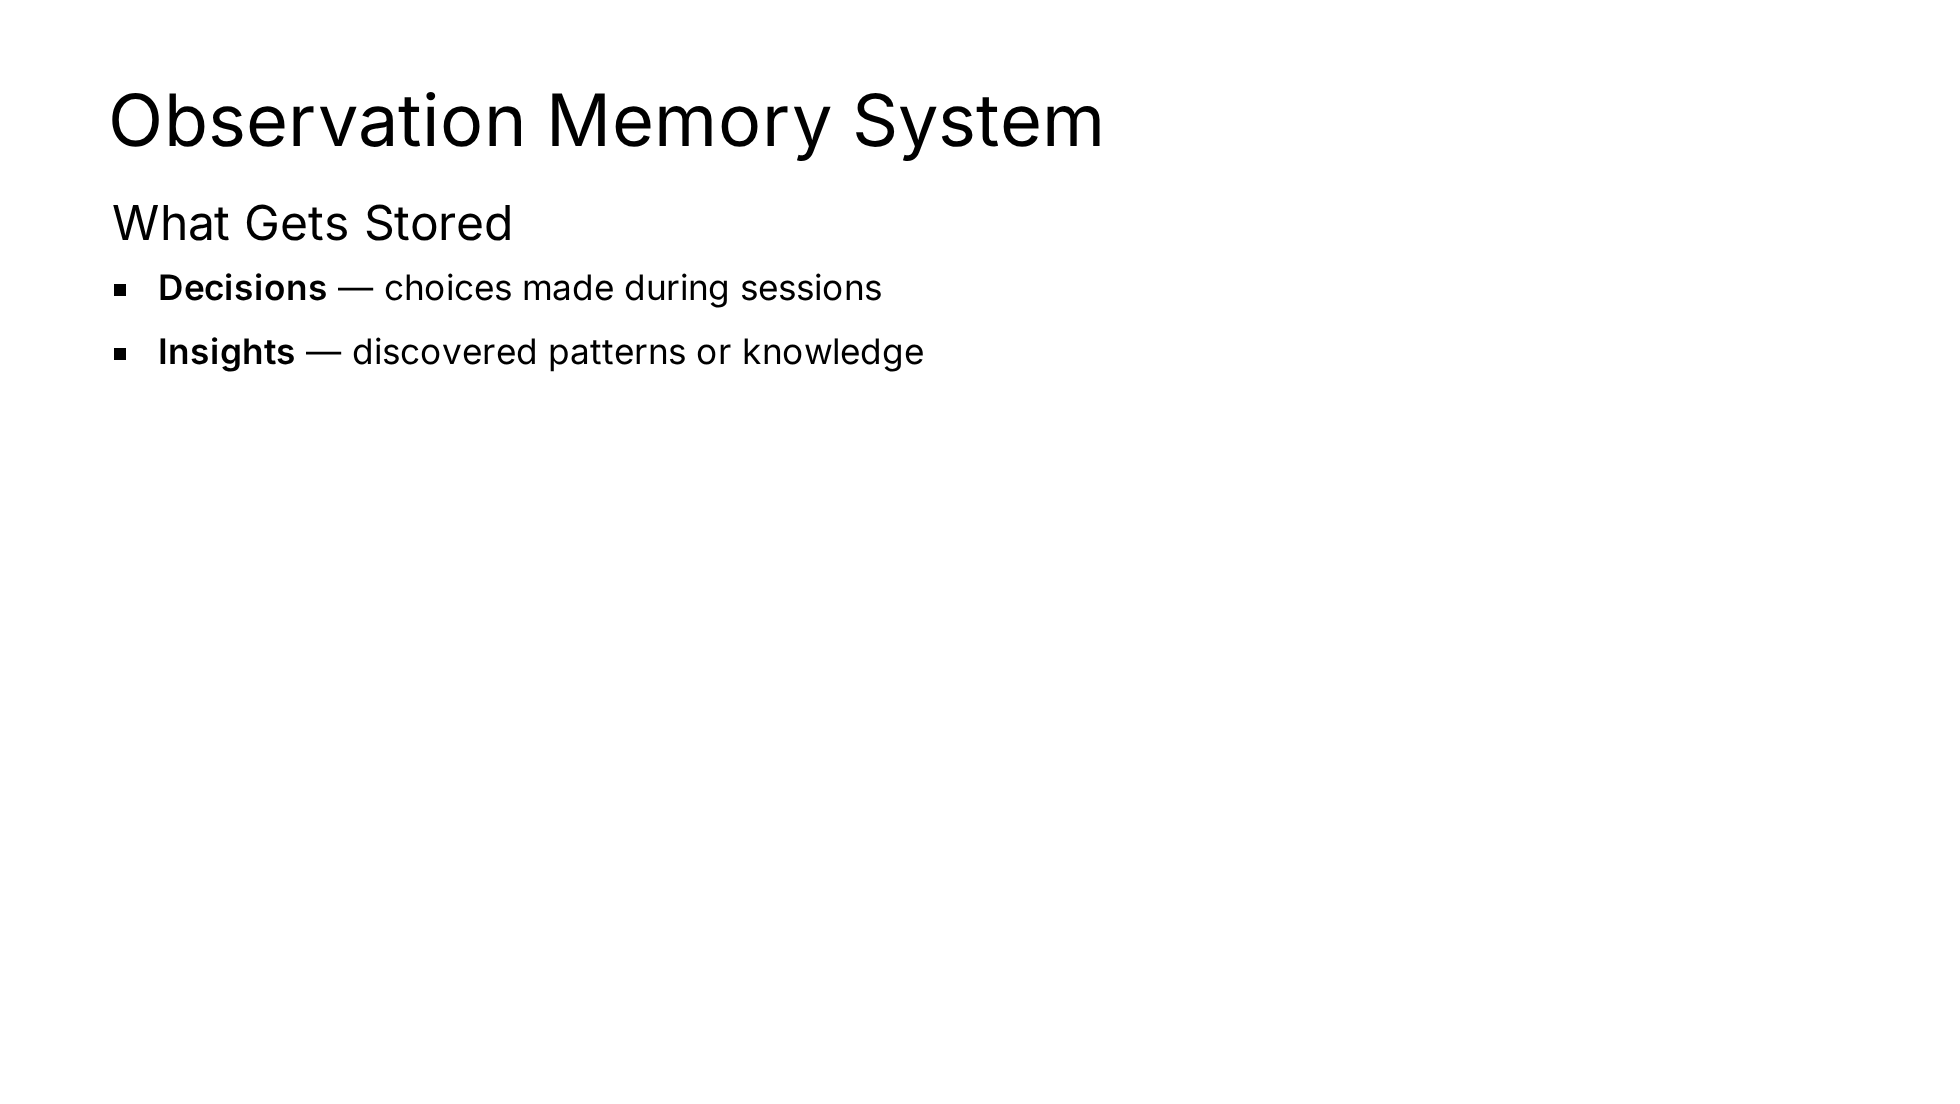 Observation Memory System
What Gets Stored
▪ Decisions — choices made during sessions
▪ Insights — discovered patterns or knowledge